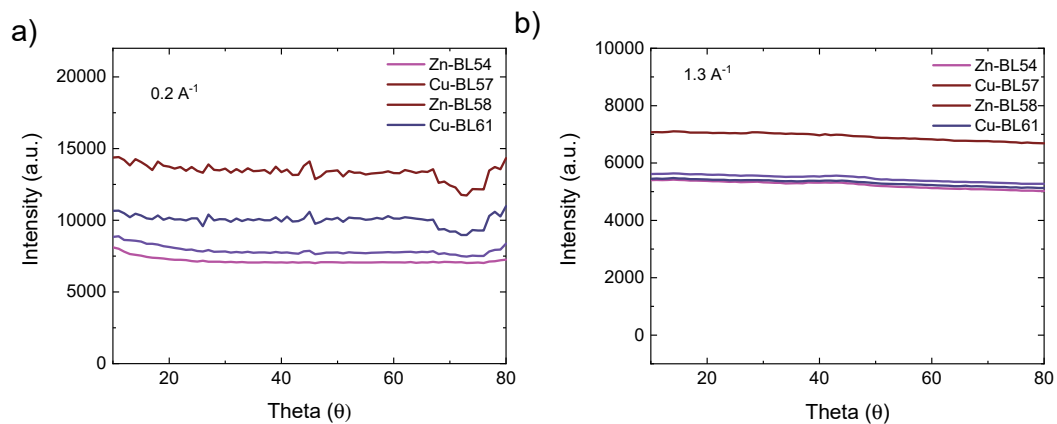 a)
0.2 A-1
Zn-BL54
Cu-BL57
Zn-BL58
Cu-BL61
20000
15000
10000
5000
0
Intensity (a.u.)
20
40
60
80
Theta (θ)
b)
1.3 A-1
Zn-BL54
Cu-BL57
Zn-BL58
Cu-BL61
10000
8000
6000
4000
2000
0
Intensity (a.u.)
20
40
60
80
Theta (θ)